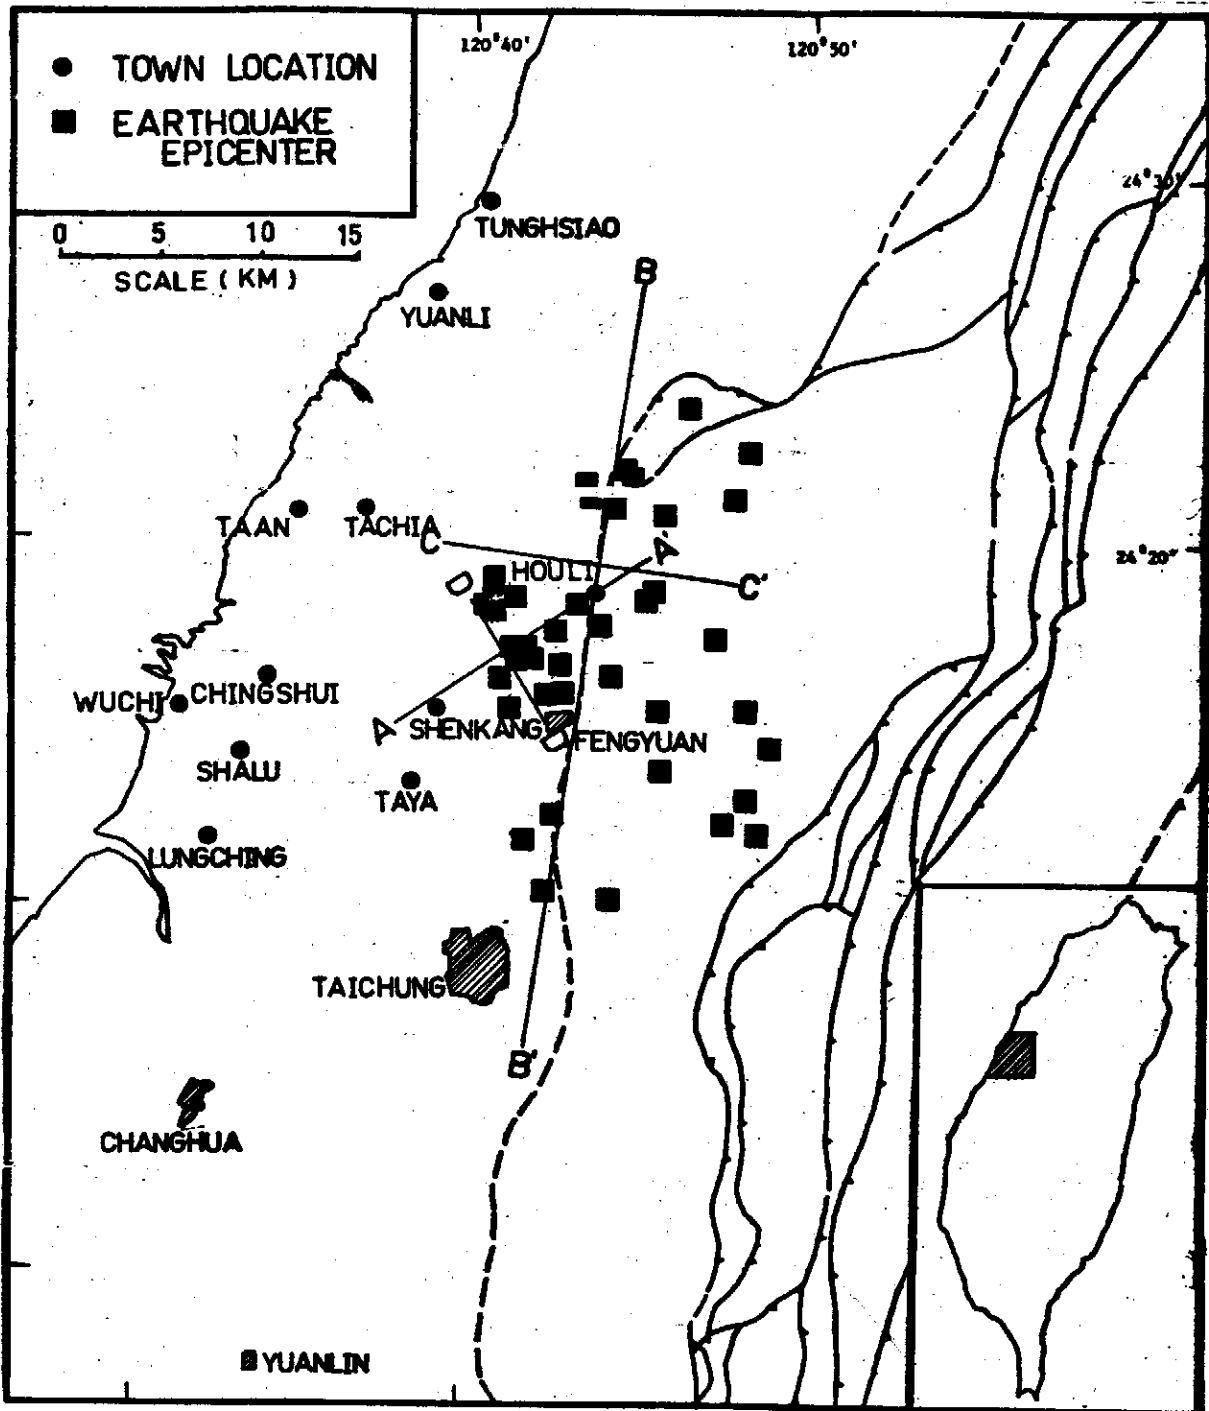 120°40'
120°50'
TOWN LOCATION
EARTHQUAKE
EPICENTER
24°30'
0 5 10 15
SCALE (KM)
TUNGHSIAO
B
YUANLI
TAAN
TACHIA
C
A'
24°20'
HOULI
C'
WUCHI
CHINGSHUI
A
SHENKANG
FENGYUAN
SHALU
TAYA
LUNGCHING
TAICHUNG
B'
CHANGHUA
YUANLIN